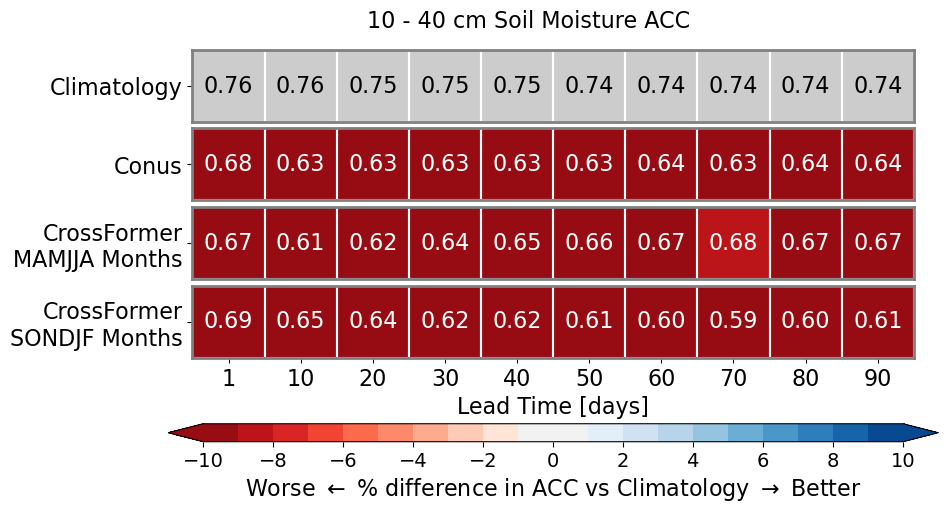 10 - 40 cm Soil Moisture ACC
Climatology 0.76 0.76 0.75 0.75 0.75 0.74 0.74 0.74 0.74 0.74
Conus 0.68 0.63 0.63 0.63 0.63 0.63 0.64 0.63 0.64 0.64
CrossFormer
MAMJJA Months 0.67 0.61 0.62 0.64 0.65 0.66 0.67 0.68 0.67 0.67
CrossFormer
SONDJF Months 0.69 0.65 0.64 0.62 0.62 0.61 0.60 0.59 0.60 0.61
1 10 20 30 40 50 60 70 80 90
Lead Time [days]
−10 −8 −6 −4 −2 0 2 4 6 8 10
Worse ← % difference in ACC vs Climatology → Better